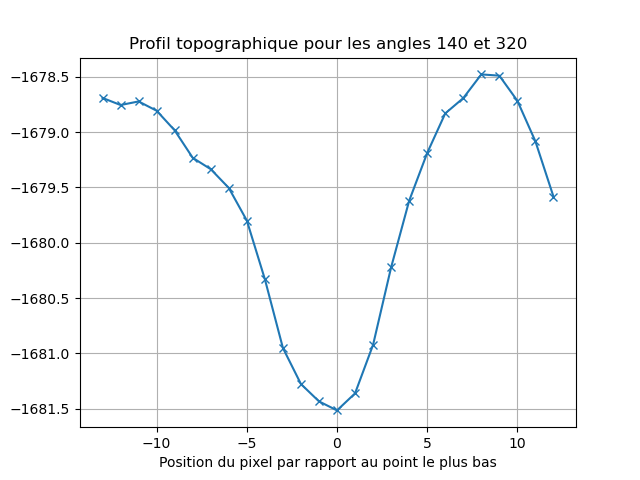 Profil topographique pour les angles 140 et 320
−1678.5
−1679.0
−1679.5
−1680.0
−1680.5
−1681.0
−1681.5
−10 −5 0 5 10
Position du pixel par rapport au point le plus bas